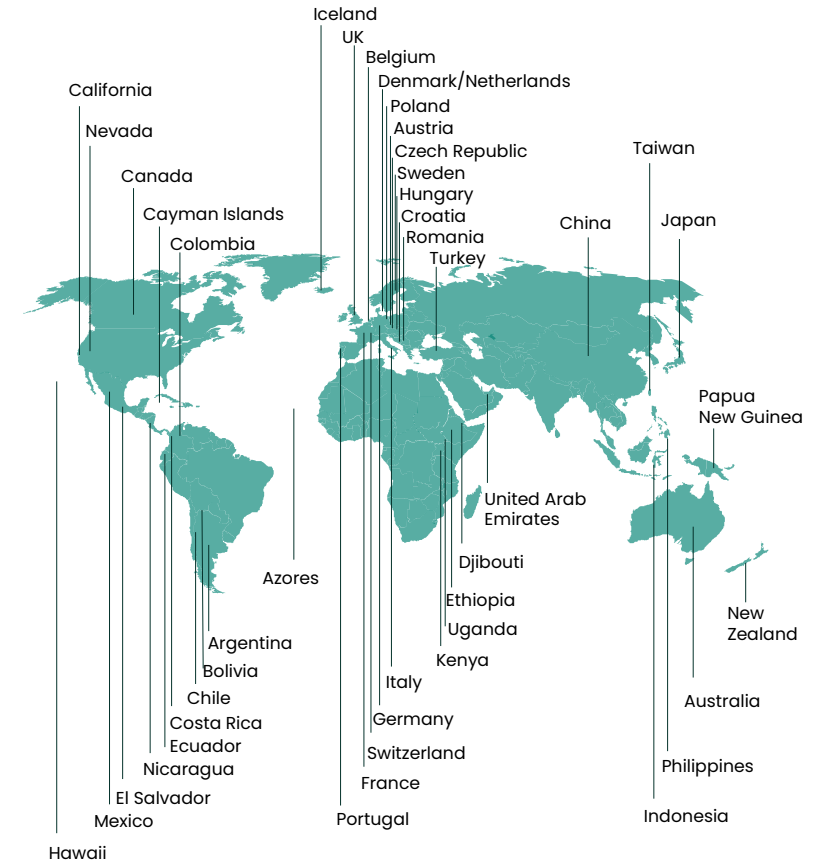 Iceland
UK
Belgium
Denmark/Netherlands
California
Poland
Nevada
Austria
Czech Republic
Taiwan
Canada
Sweden
Hungary
Cayman Islands
Croatia
China
Japan
Colombia
Romania
Turkey
Papua
New Guinea
United Arab
Emirates
Djibouti
Azores
Ethiopia
New
Zealand
Uganda
Argentina
Kenya
Bolivia
Italy
Chile
Australia
Costa Rica
Germany
Ecuador
Switzerland
Nicaragua
Philippines
France
El Salvador
Mexico
Portugal
Indonesia
Hawaii